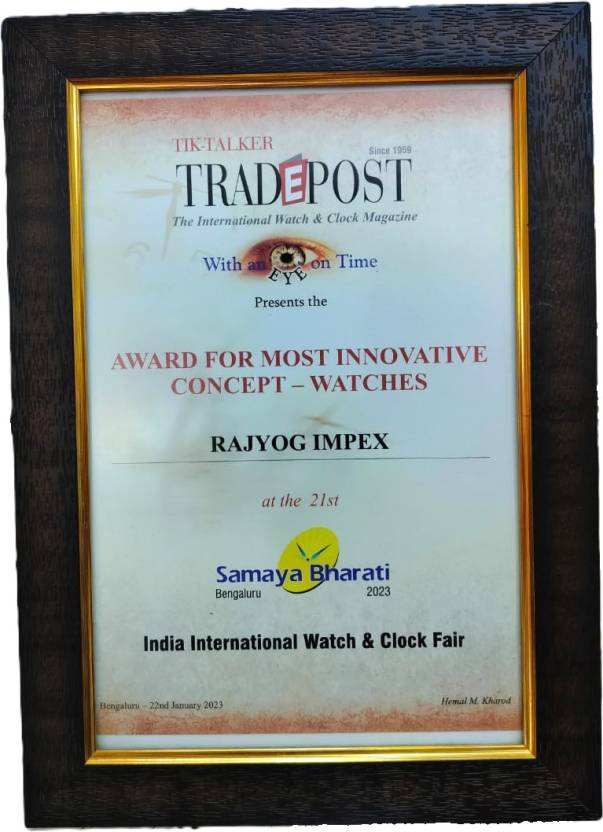 TIK-TALKER
Since 1959
TRADEPOST
The International Watch & Clock Magazine
With an EYE on Time
Presents the
AWARD FOR MOST INNOVATIVE
CONCEPT – WATCHES
RAJYOG IMPEX
at the 21st
Samaya Bharati
Bengaluru 2023
India International Watch & Clock Fair
Bengaluru – 22nd January 2023
Hemal M. Kharod